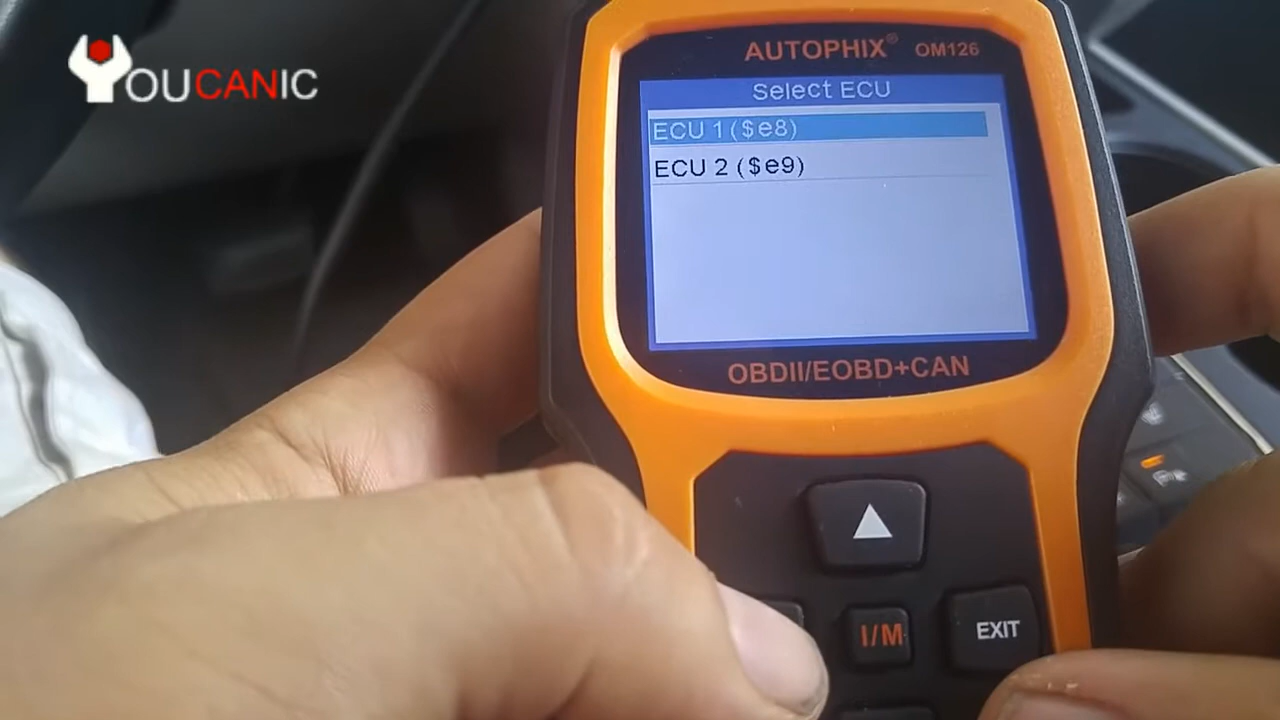 YOUCANIC
AUTOPHIX® OM126
Select ECU
ECU 1 ($e8)
ECU 2 ($e9)
OBDII/EOBD+CAN
I/M
EXIT